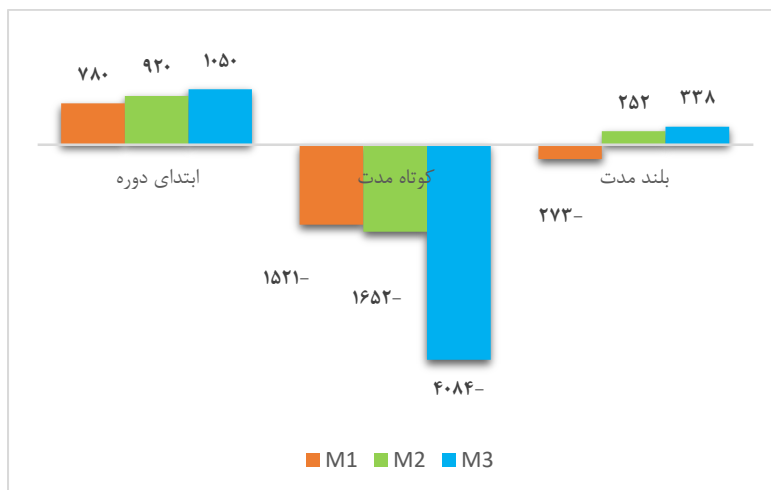 ۷۸۰
۹۲۰
۱۰۵۰
۲۵۲
۳۳۸
ابتدای دوره
کوتاه مدت
بلند مدت
-۱۵۲۱
-۱۶۵۲
-۴۰۸۴
-۲۷۳
M1
M2
M3